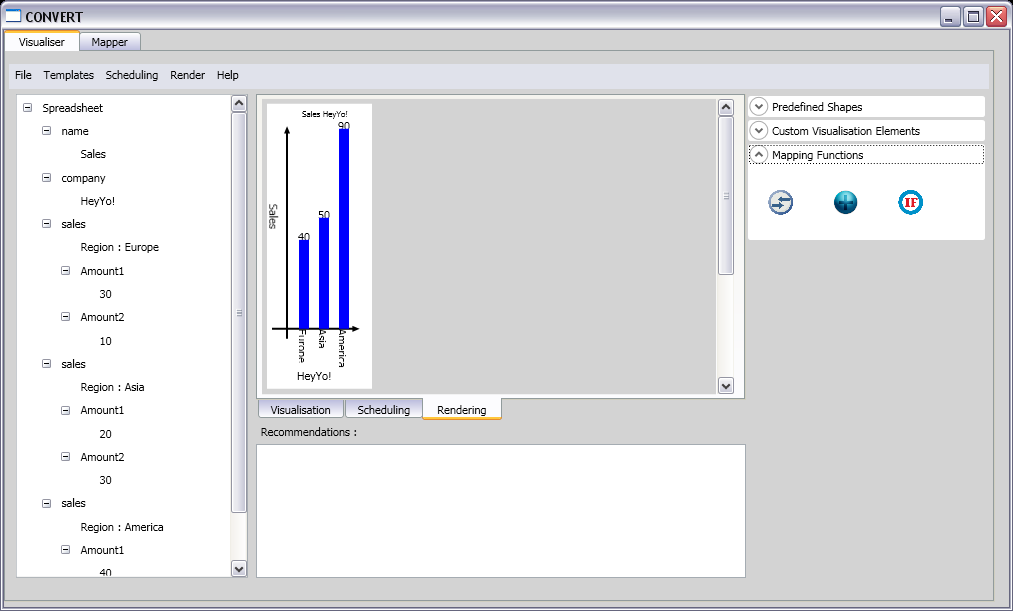 CONVERT
Visualiser Mapper
File Templates Scheduling Render Help
Spreadsheet
name
Sales
company
HeyYo!
sales
Region : Europe
Amount1
30
Amount2
10
sales
Region : Asia
Amount1
20
Amount2
30
sales
Region : America
Amount1
40
Sales HeyYo!
90
50
40
Sales
Europe
Asia
America
HeyYo!
Visualisation Scheduling Rendering
Recommendations :
Predefined Shapes
Custom Visualisation Elements
Mapping Functions
IF